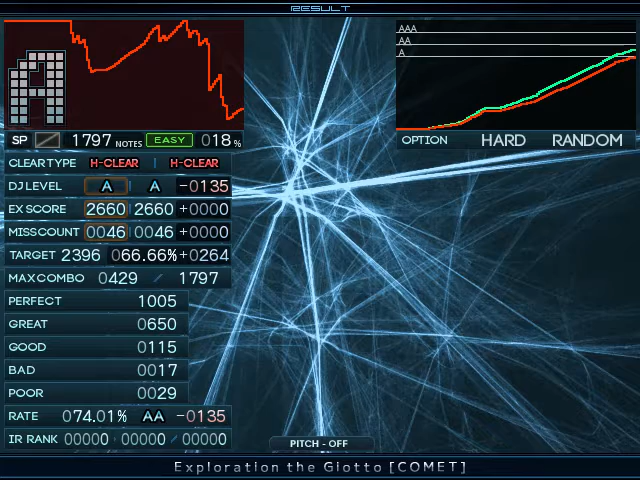 RESULT
AAA
AA
A
A
SP 1797 NOTES EASY 018 %
OPTION HARD RANDOM
CLEAR TYPE H-CLEAR | H-CLEAR
DJ LEVEL A | A -0135
EX SCORE 2660 | 2660 +0000
MISSCOUNT 0046 | 0046 +0000
TARGET 2396 066.66% +0264
MAXCOMBO 0429 / 1797
PERFECT 1005
GREAT 0650
GOOD 0115
BAD 0017
POOR 0029
RATE 074.01% AA -0135
IR RANK 00000 · 00000 / 00000
PITCH - OFF
Exploration the Giotto [COMET]